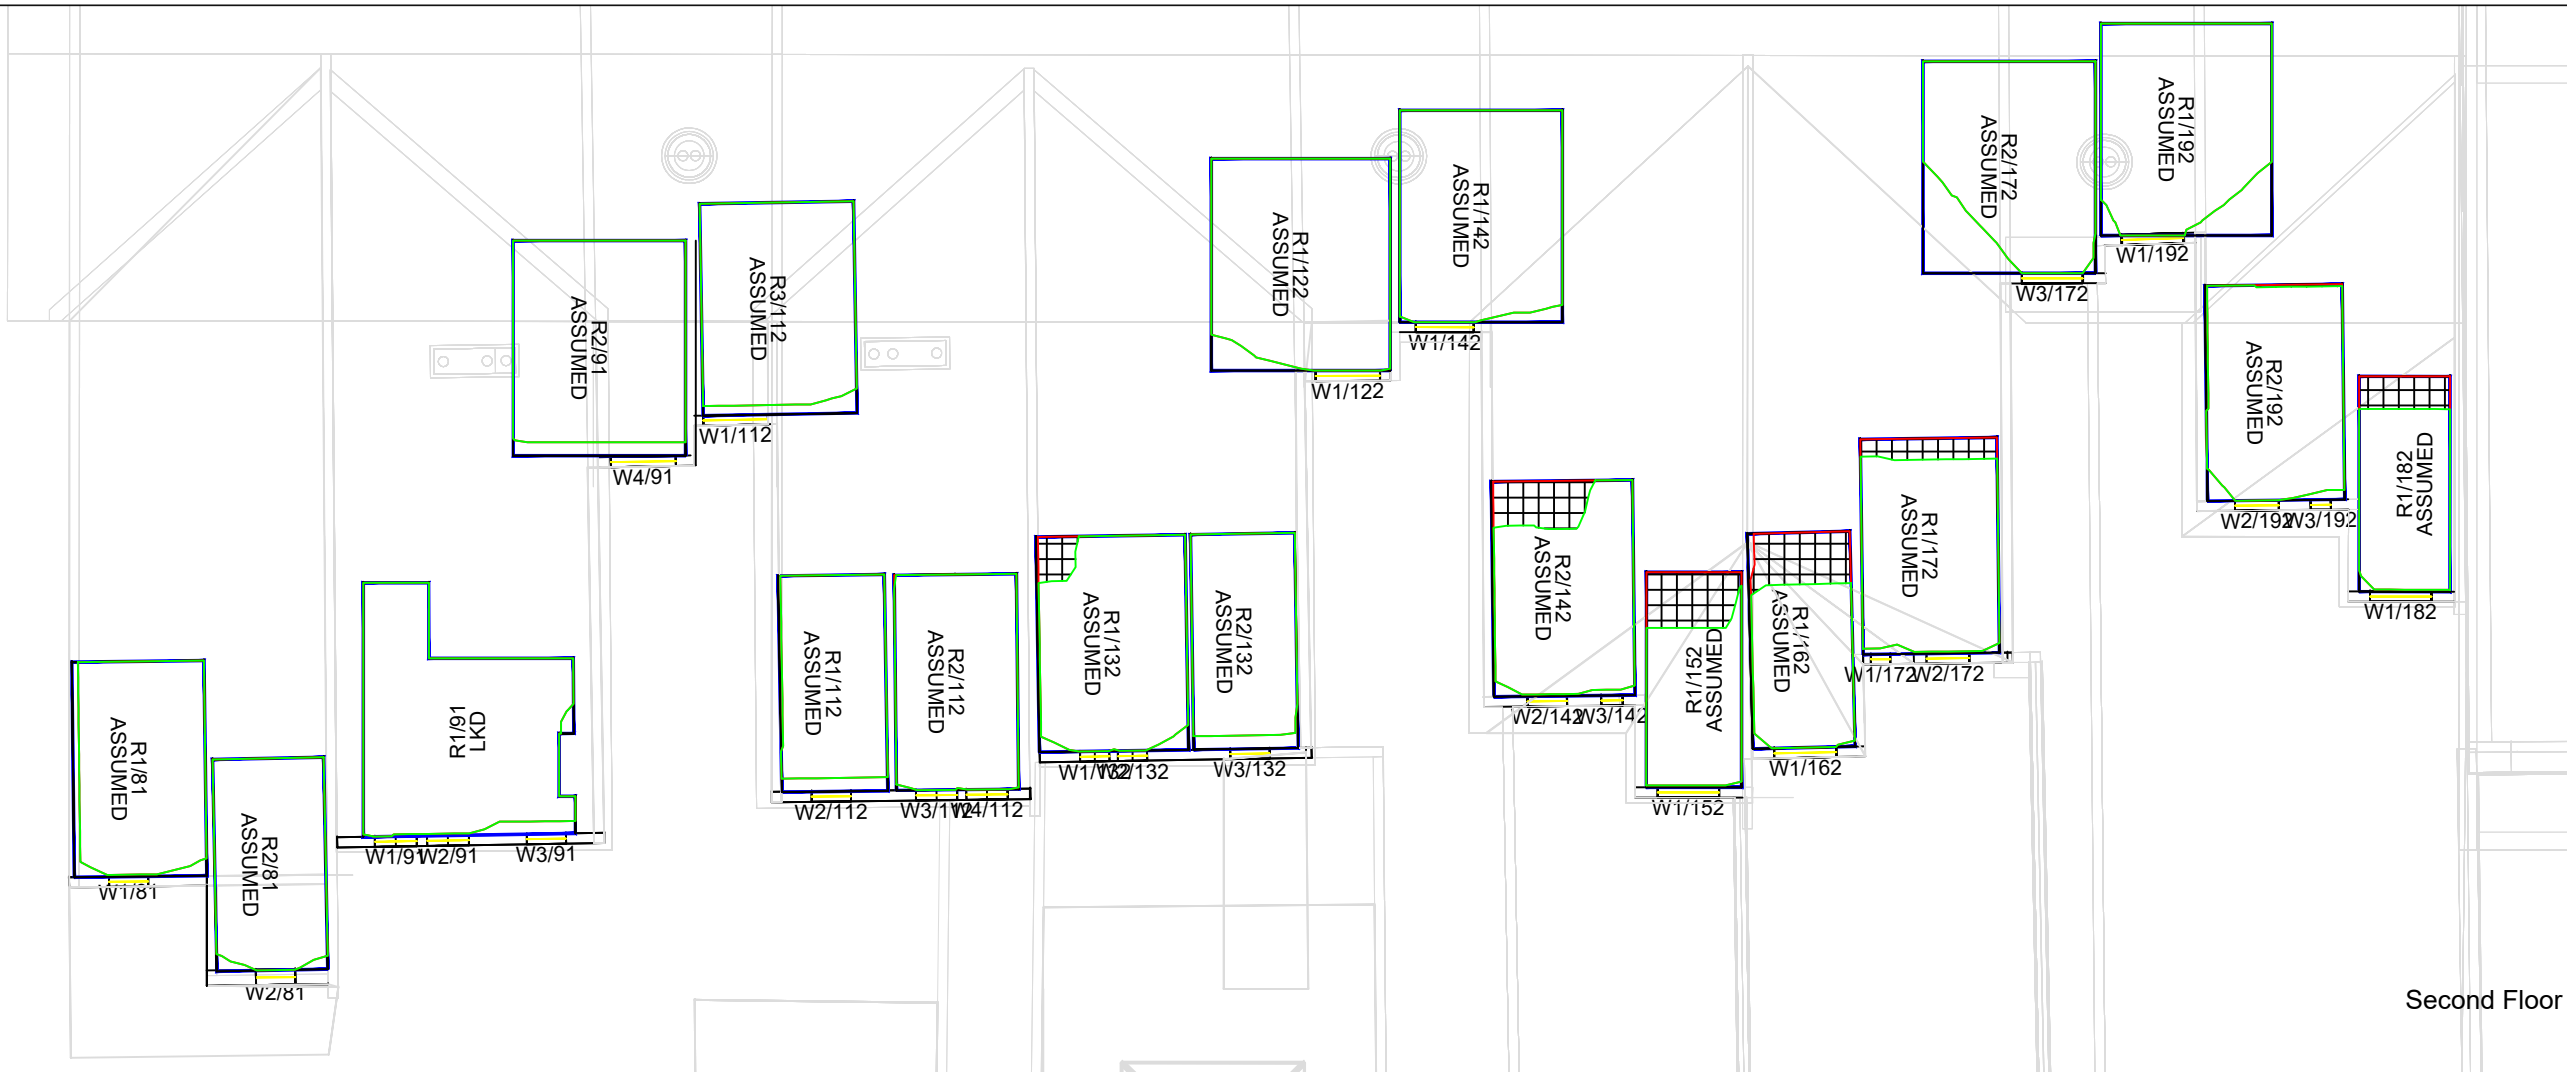 R1/192
ASSUMED
R2/172
ASSUMED
W1/192
W3/172
R1/142
ASSUMED
R1/122
ASSUMED
W1/142
W1/122
R3/112
ASSUMED
R2/91
ASSUMED
W1/112
W4/91
R2/192
ASSUMED
W2/192
W3/192
R1/182
ASSUMED
W1/182
R1/172
ASSUMED
W1/172
W2/172
R2/142
ASSUMED
W2/142
W3/142
R1/152
ASSUMED
W1/152
R1/162
ASSUMED
W1/162
R1/132
ASSUMED
W1/132
W2/132
R2/132
ASSUMED
W3/132
R1/112
ASSUMED
W2/112
R2/112
ASSUMED
W3/112
W4/112
R1/91
LKD
W1/91
W2/91
W3/91
R1/81
ASSUMED
W1/81
R2/81
ASSUMED
W2/81
Second Floor